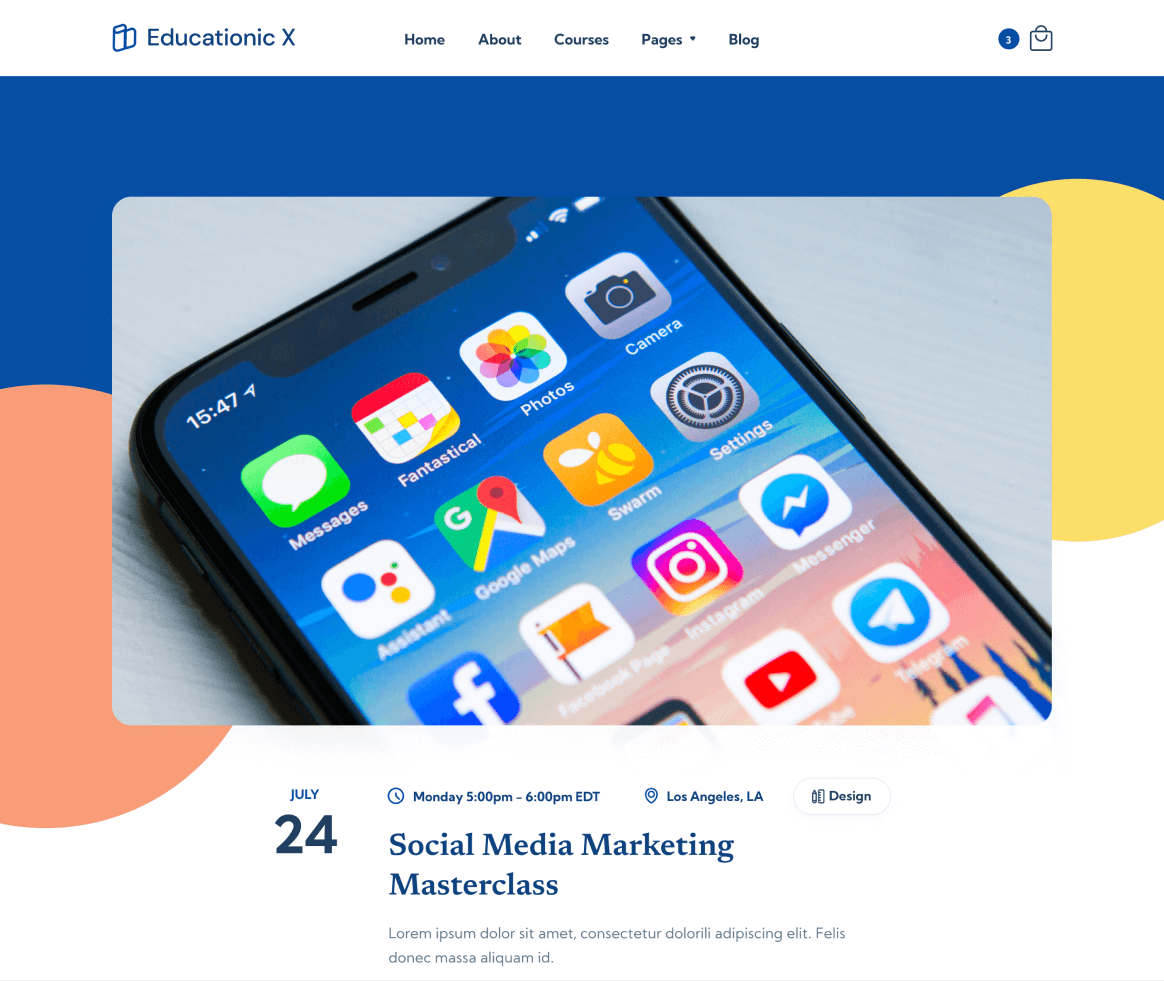 Educationic X
Home About Courses Pages Blog
3
15:47
Camera
Photos
Fantastical
Messages
Settings
Swarm
Google Maps
Assistant
Messenger
Instagram
Facebook Page
Telegram
JULY
24
Monday 5:00pm – 6:00pm EDT
Los Angeles, LA
Design
Social Media Marketing
Masterclass
Lorem ipsum dolor sit amet, consectetur dolorili adipiscing elit. Felis
donec massa aliquam id.